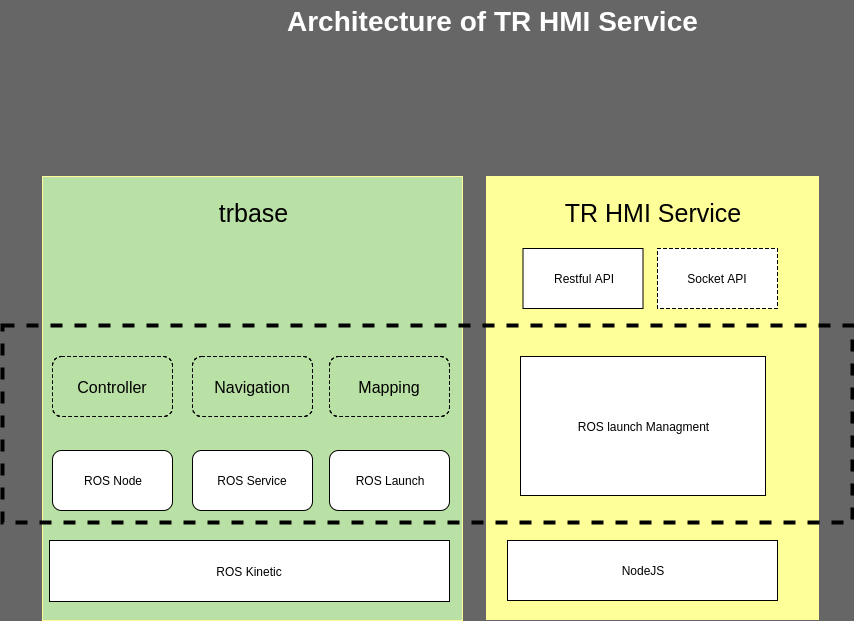 Architecture of TR HMI Service
trbase
TR HMI Service
Restful API
Socket API
Controller
Navigation
Mapping
ROS launch Managment
ROS Node
ROS Service
ROS Launch
ROS Kinetic
NodeJS